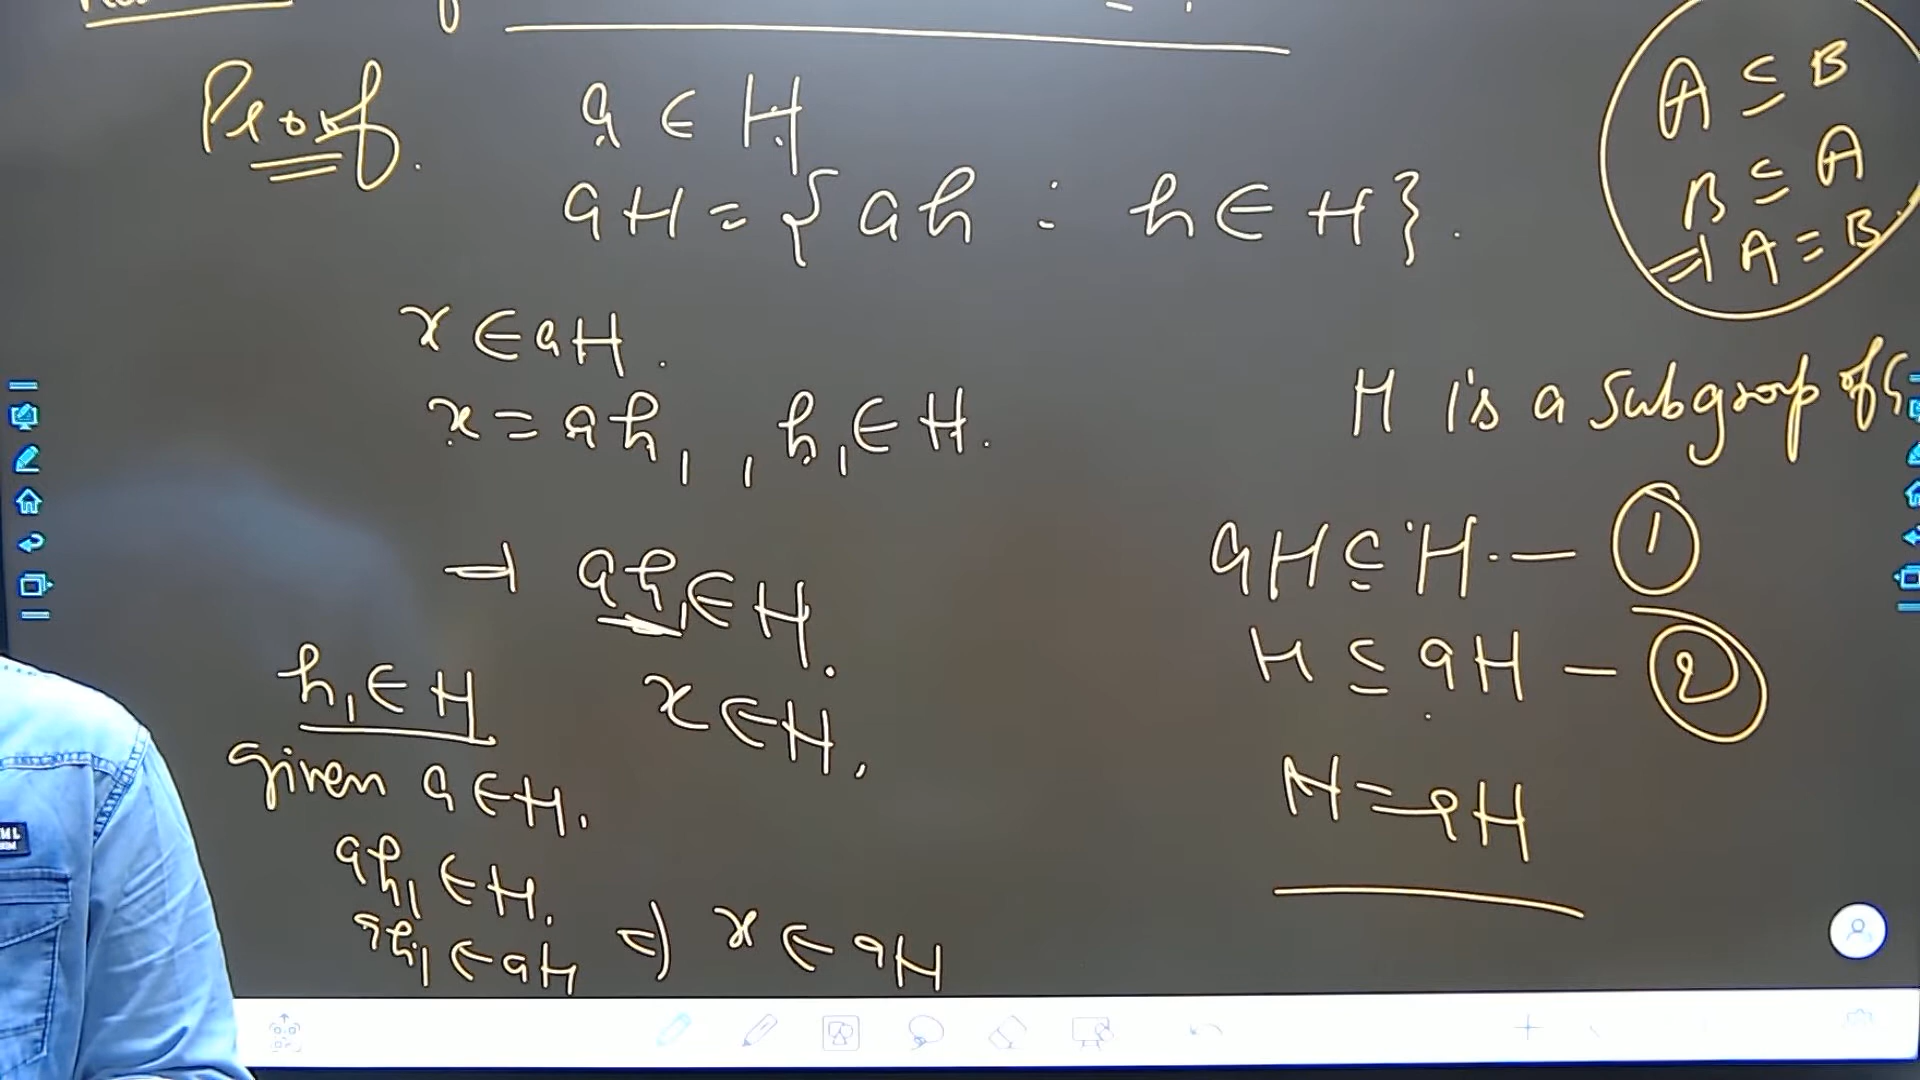 Proof.
a ∈ H
aH = { ah : h ∈ H }.
x ∈ aH.
x = ah₁ , h₁ ∈ H.
⇒ ah₁ ∈ H.
x ∈ H.
h₁ ∈ H
given a ∈ H.
ah₁ ∈ H.
ah₁ ∈ aH ⇒ x ∈ aH
A ⊆ B
B ⊆ A
⇒ A = B
H is a subgroup of G
aH ⊆ H. — ①
H ⊆ aH — ②
H = aH